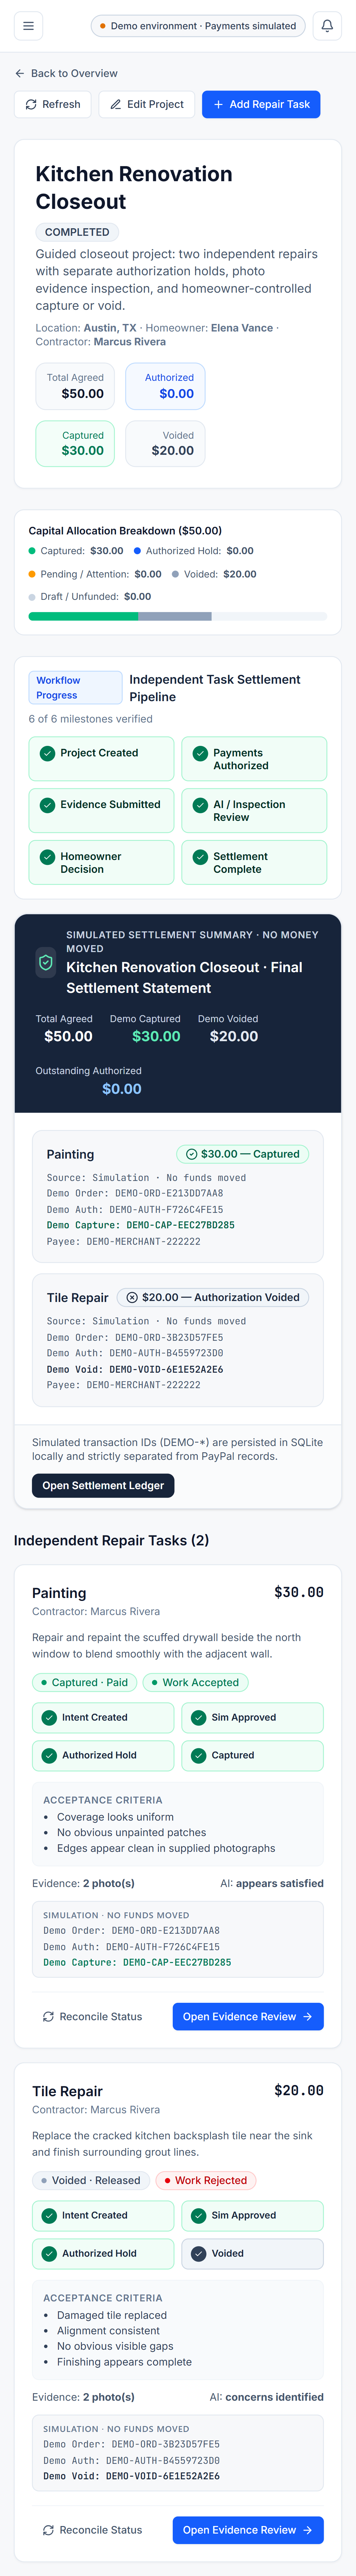 Demo environment · Payments simulated
Back to Overview
Refresh
Edit Project
Add Repair Task
Kitchen Renovation
Closeout
COMPLETED
Guided closeout project: two independent repairs
with separate authorization holds, photo
evidence inspection, and homeowner-controlled
capture or void.
Location: Austin, TX · Homeowner: Elena Vance ·
Contractor: Marcus Rivera
Total Agreed
$50.00
Authorized
$0.00
Captured
$30.00
Voided
$20.00
Capital Allocation Breakdown ($50.00)
Captured: $30.00
Authorized Hold: $0.00
Pending / Attention: $0.00
Voided: $20.00
Draft / Unfunded: $0.00
Workflow
Progress
Independent Task Settlement
Pipeline
6 of 6 milestones verified
Project Created
Payments
Authorized
Evidence Submitted
AI / Inspection
Review
Homeowner
Decision
Settlement
Complete
SIMULATED SETTLEMENT SUMMARY · NO MONEY
MOVED
Kitchen Renovation Closeout · Final
Settlement Statement
Total Agreed
$50.00
Demo Captured
$30.00
Demo Voided
$20.00
Outstanding Authorized
$0.00
Painting
$30.00 — Captured
Source: Simulation · No funds moved
Demo Order: DEMO-ORD-E213DD7AA8
Demo Auth: DEMO-AUTH-F726C4FE15
Demo Capture: DEMO-CAP-EEC27BD285
Payee: DEMO-MERCHANT-222222
Tile Repair
$20.00 — Authorization Voided
Source: Simulation · No funds moved
Demo Order: DEMO-ORD-3B23D57FE5
Demo Auth: DEMO-AUTH-B4559723D0
Demo Void: DEMO-VOID-6E1E52A2E6
Payee: DEMO-MERCHANT-222222
Simulated transaction IDs (DEMO-*) are persisted in SQLite
locally and strictly separated from PayPal records.
Open Settlement Ledger
Independent Repair Tasks (2)
Painting
$30.00
Contractor: Marcus Rivera
Repair and repaint the scuffed drywall beside the north
window to blend smoothly with the adjacent wall.
Captured · Paid
Work Accepted
Intent Created
Sim Approved
Authorized Hold
Captured
ACCEPTANCE CRITERIA
• Coverage looks uniform
• No obvious unpainted patches
• Edges appear clean in supplied photographs
Evidence: 2 photo(s)
AI: appears satisfied
SIMULATION · NO FUNDS MOVED
Demo Order: DEMO-ORD-E213DD7AA8
Demo Auth: DEMO-AUTH-F726C4FE15
Demo Capture: DEMO-CAP-EEC27BD285
Reconcile Status
Open Evidence Review
Tile Repair
$20.00
Contractor: Marcus Rivera
Replace the cracked kitchen backsplash tile near the sink
and finish surrounding grout lines.
Voided · Released
Work Rejected
Intent Created
Sim Approved
Authorized Hold
Voided
ACCEPTANCE CRITERIA
• Damaged tile replaced
• Alignment consistent
• No obvious visible gaps
• Finishing appears complete
Evidence: 2 photo(s)
AI: concerns identified
SIMULATION · NO FUNDS MOVED
Demo Order: DEMO-ORD-3B23D57FE5
Demo Auth: DEMO-AUTH-B4559723D0
Demo Void: DEMO-VOID-6E1E52A2E6
Reconcile Status
Open Evidence Review